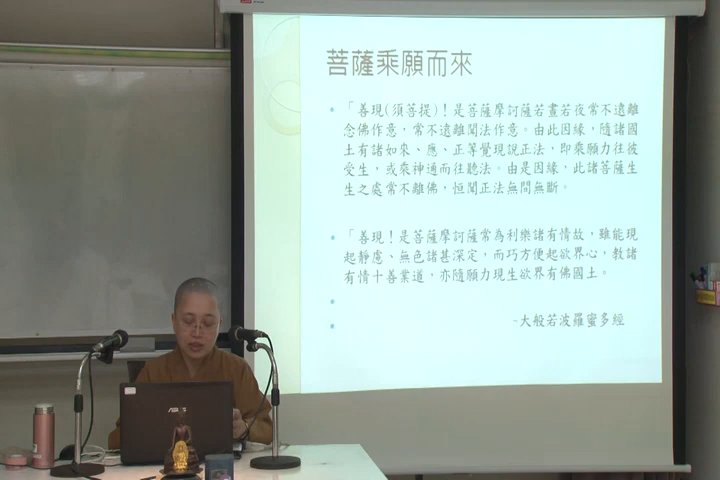 菩薩乘願而來
「善現(須菩提)！是菩薩摩訶薩若晝若夜常不遠離
念佛作意，常不遠離聞法作意。由此因緣，隨諸國
土有諸如來、應、正等覺現說正法，即乘願力往彼
受生，或乘神通而往聽法。由是因緣，此諸菩薩生
生之處常不離佛，恒聞正法無間無斷。
「善現！是菩薩摩訶薩常為利樂諸有情故，雖能現
起靜慮、無色諸甚深定，而巧方便起欲界心，教諸
有情十善業道，亦隨願力現生欲界有佛國土。
-大般若波羅蜜多經
ASUS